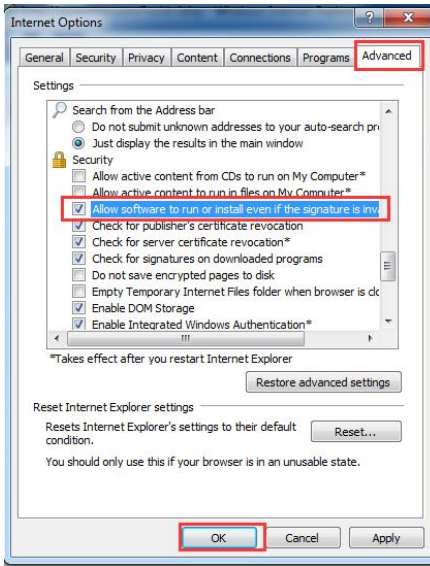 Internet Options
General Security Privacy Content Connections Programs Advanced
Settings
Search from the Address bar
Do not submit unknown addresses to your auto-search pr
Just display the results in the main window
Security
Allow active content from CDs to run on My Computer*
Allow active content to run in files on My Computer*
Allow software to run or install even if the signature is inv
Check for publisher's certificate revocation
Check for server certificate revocation*
Check for signatures on downloaded programs
Do not save encrypted pages to disk
Empty Temporary Internet Files folder when browser is clo
Enable DOM Storage
Enable Integrated Windows Authentication*
*Takes effect after you restart Internet Explorer
Restore advanced settings
Reset Internet Explorer settings
Resets Internet Explorer's settings to their default
condition.
Reset...
You should only use this if your browser is in an unusable state.
OK Cancel Apply